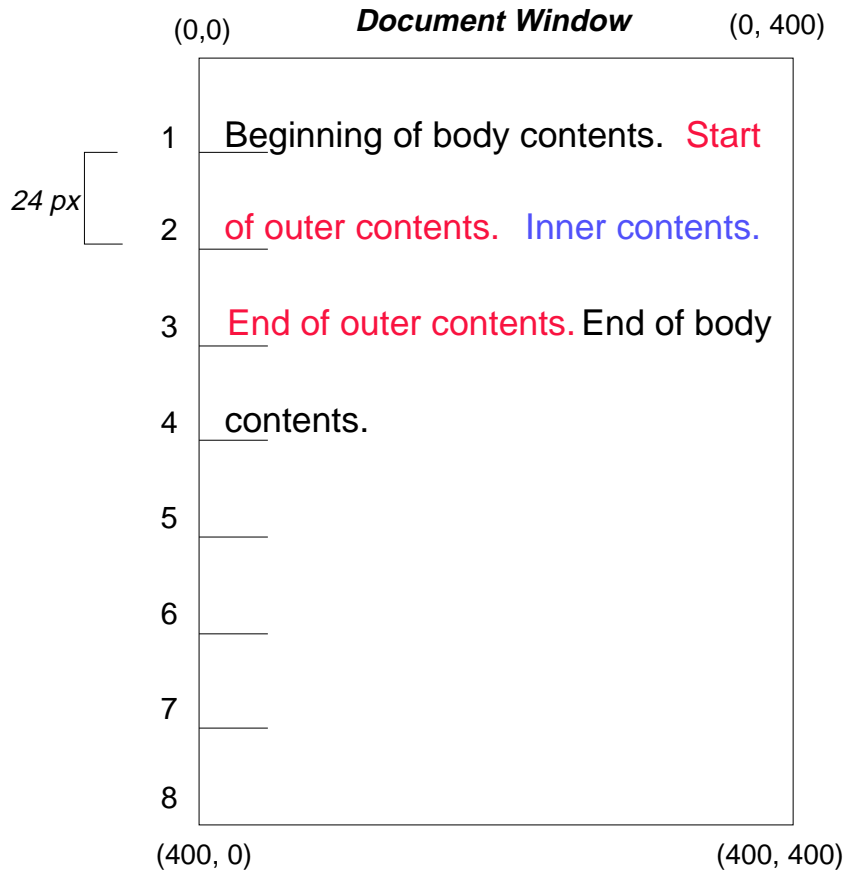 Document Window
(0,0) (0, 400)
1 Beginning of body contents. Start
24 px
2 of outer contents. Inner contents.
3 End of outer contents. End of body
4 contents.
5
6
7
8
(400, 0) (400, 400)